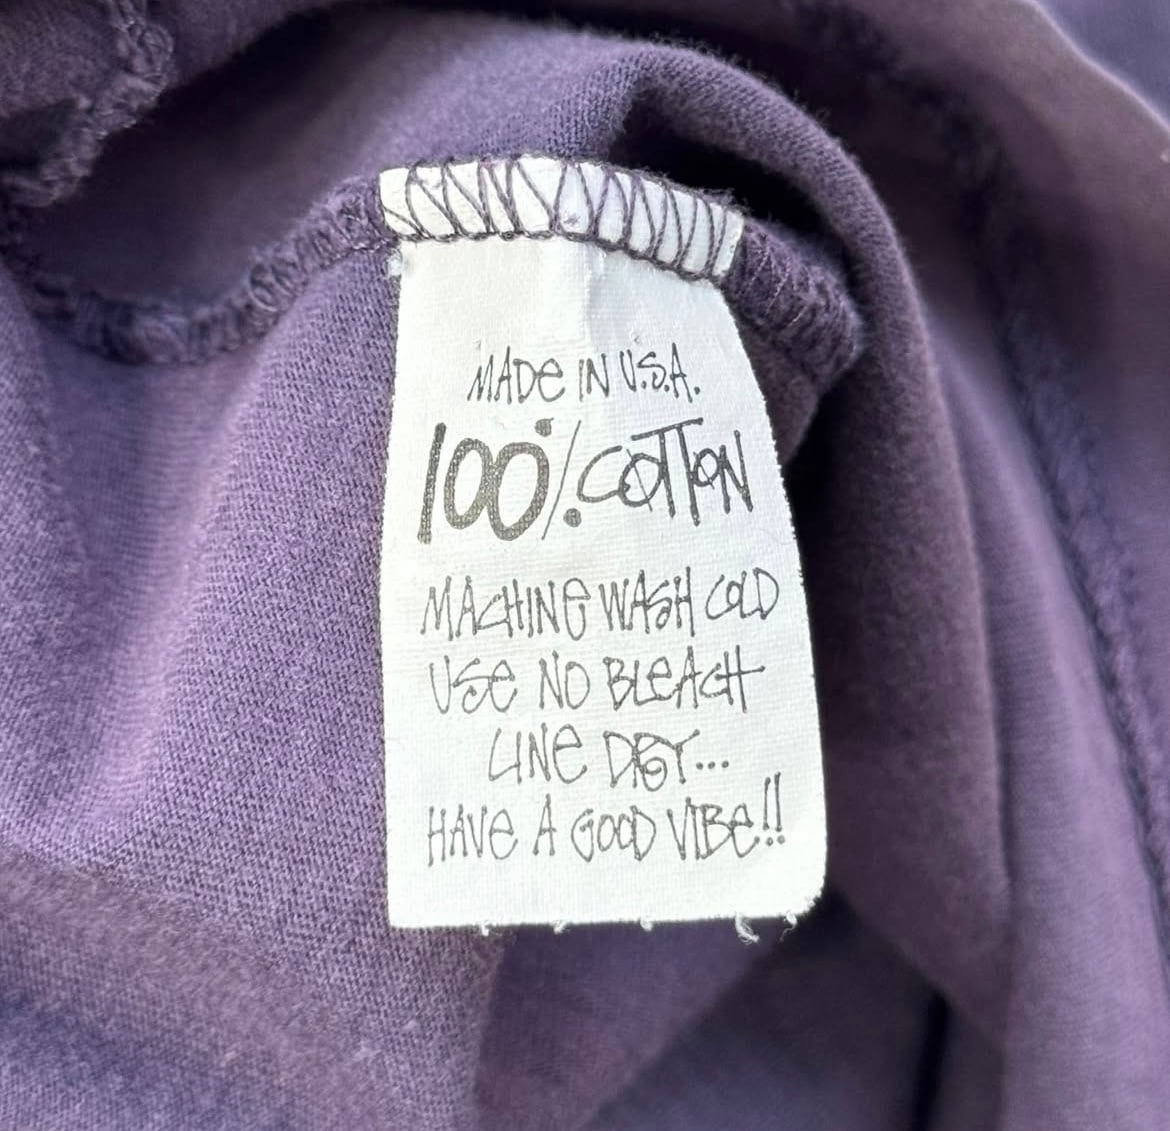 MADe IN U.S.A.
100% COTTON
MACHINE WASH COLD
USe NO BLEACH
LINE DRY...
HAVe A GOOD VIBe!!